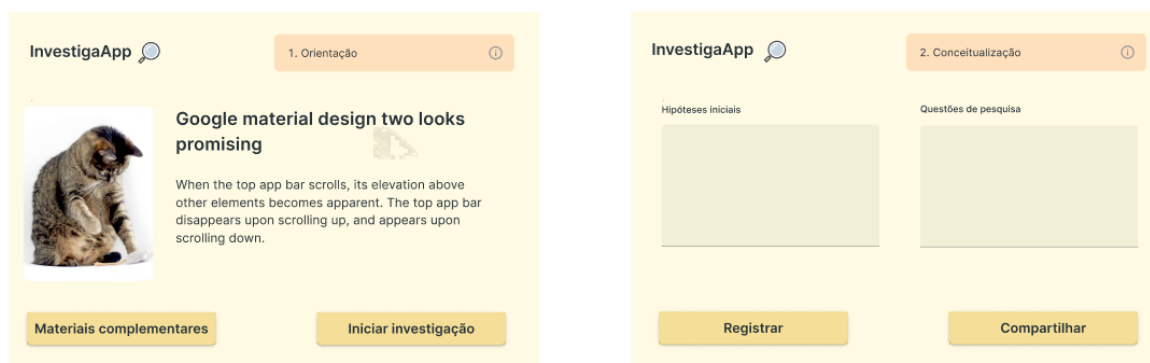 InvestigaApp
1. Orientação
Google material design two looks
promising
When the top app bar scrolls, its elevation above
other elements becomes apparent. The top app bar
disappears upon scrolling up, and appears upon
scrolling down.
Materiais complementares
Iniciar investigação
InvestigaApp
2. Conceitualização
Hipóteses iniciais
Questões de pesquisa
Registrar
Compartilhar